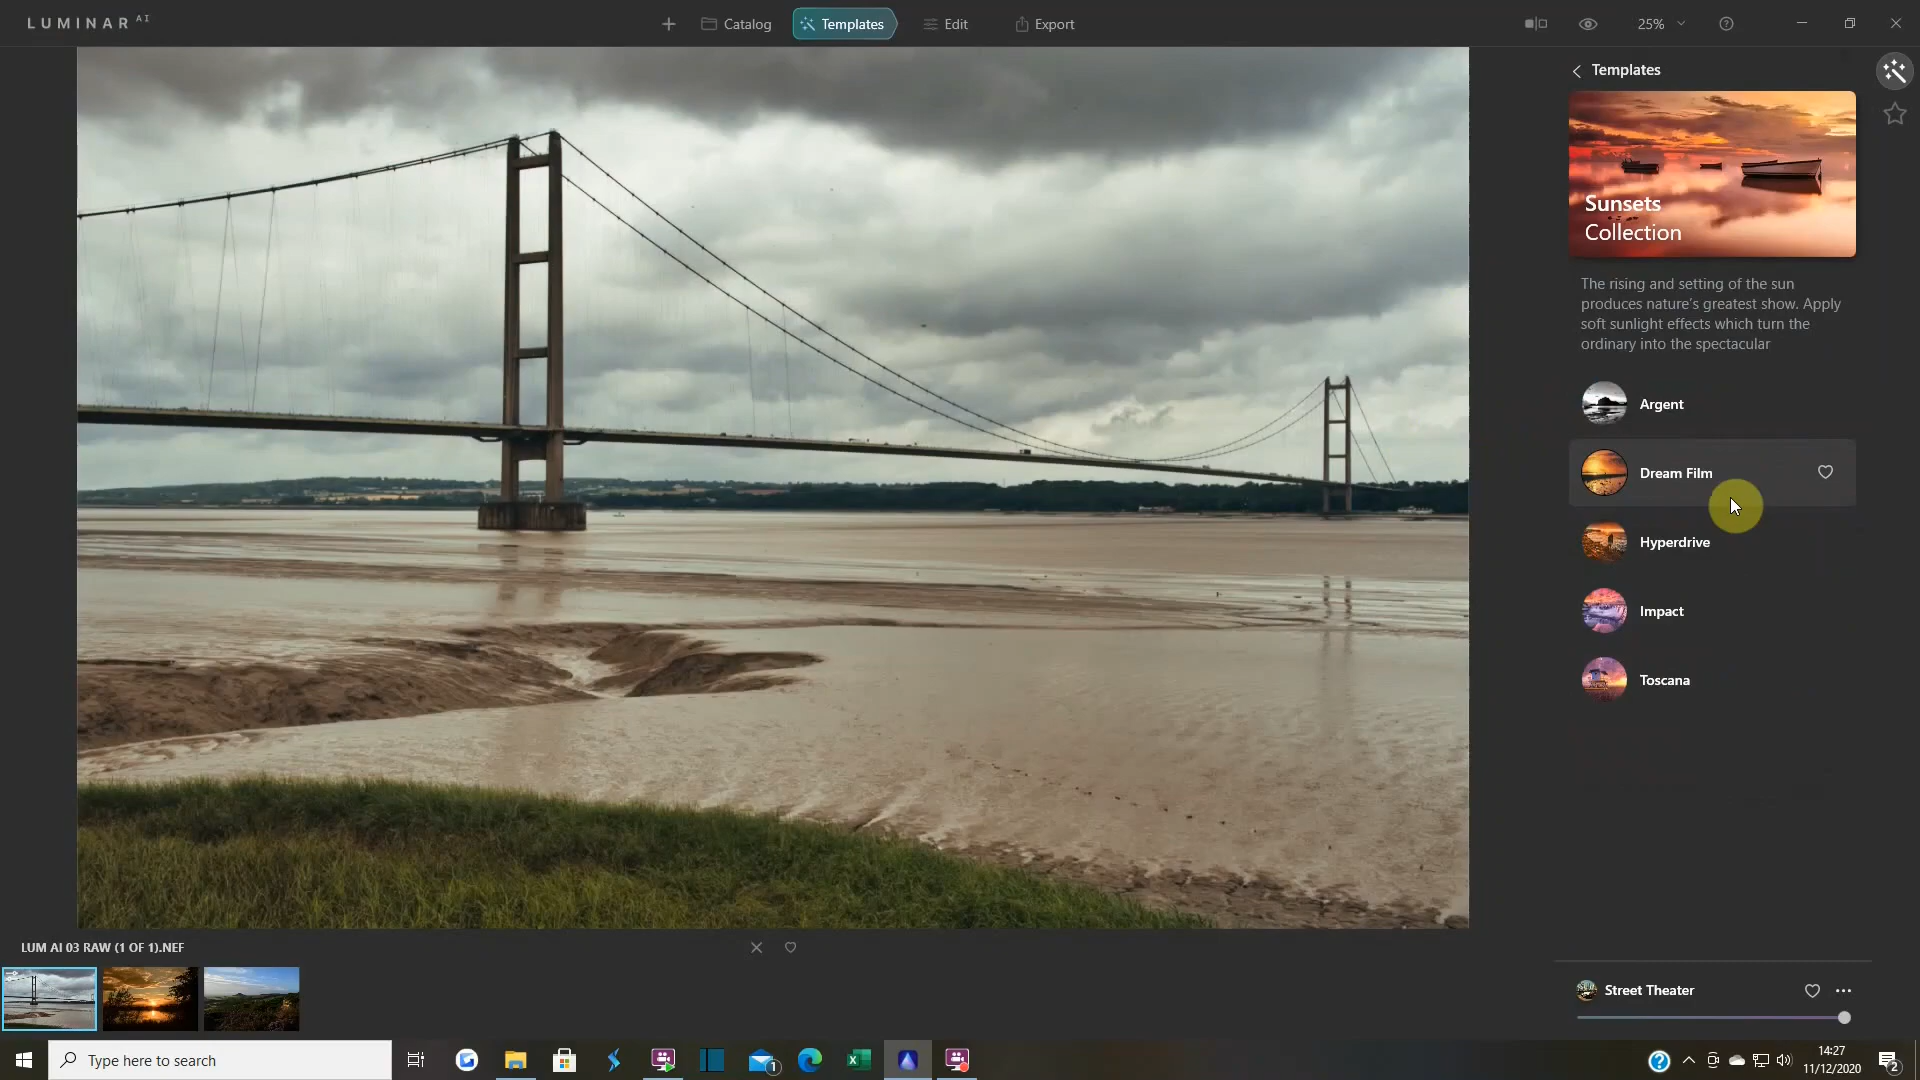 LUMINAR AI
Catalog
Templates
Edit
Export
25%
Templates
Sunsets
Collection
The rising and setting of the sun
produces nature's greatest show. Apply
soft sunlight effects which turn the
ordinary into the spectacular
Argent
Dream Film
Hyperdrive
Impact
Toscana
LUM AI 03 RAW (1 OF 1).NEF
Street Theater
Type here to search
1
14:27
11/12/2020
2